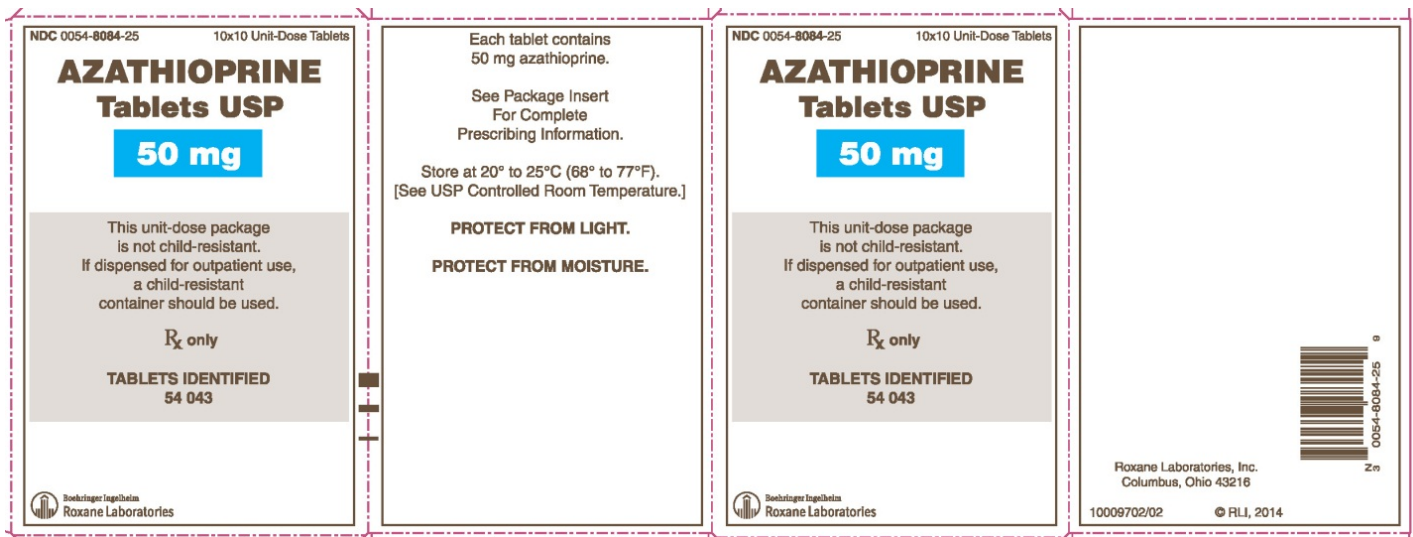 NDC 0054-8084-25 10x10 Unit-Dose Tablets
AZATHIOPRINE
Tablets USP
50 mg
This unit-dose package
is not child-resistant.
If dispensed for outpatient use,
a child-resistant
container should be used.
Rx only
TABLETS IDENTIFIED
54 043
Boehringer Ingelheim
Roxane Laboratories
Each tablet contains
50 mg azathioprine.
See Package Insert
For Complete
Prescribing Information.
Store at 20° to 25°C (68° to 77°F).
[See USP Controlled Room Temperature.]
PROTECT FROM LIGHT.
PROTECT FROM MOISTURE.
NDC 0054-8084-25 10x10 Unit-Dose Tablets
AZATHIOPRINE
Tablets USP
50 mg
This unit-dose package
is not child-resistant.
If dispensed for outpatient use,
a child-resistant
container should be used.
Rx only
TABLETS IDENTIFIED
54 043
Boehringer Ingelheim
Roxane Laboratories
N3 0054-8084-25 9
Roxane Laboratories, Inc.
Columbus, Ohio 43216
10009702/02 © RLI, 2014